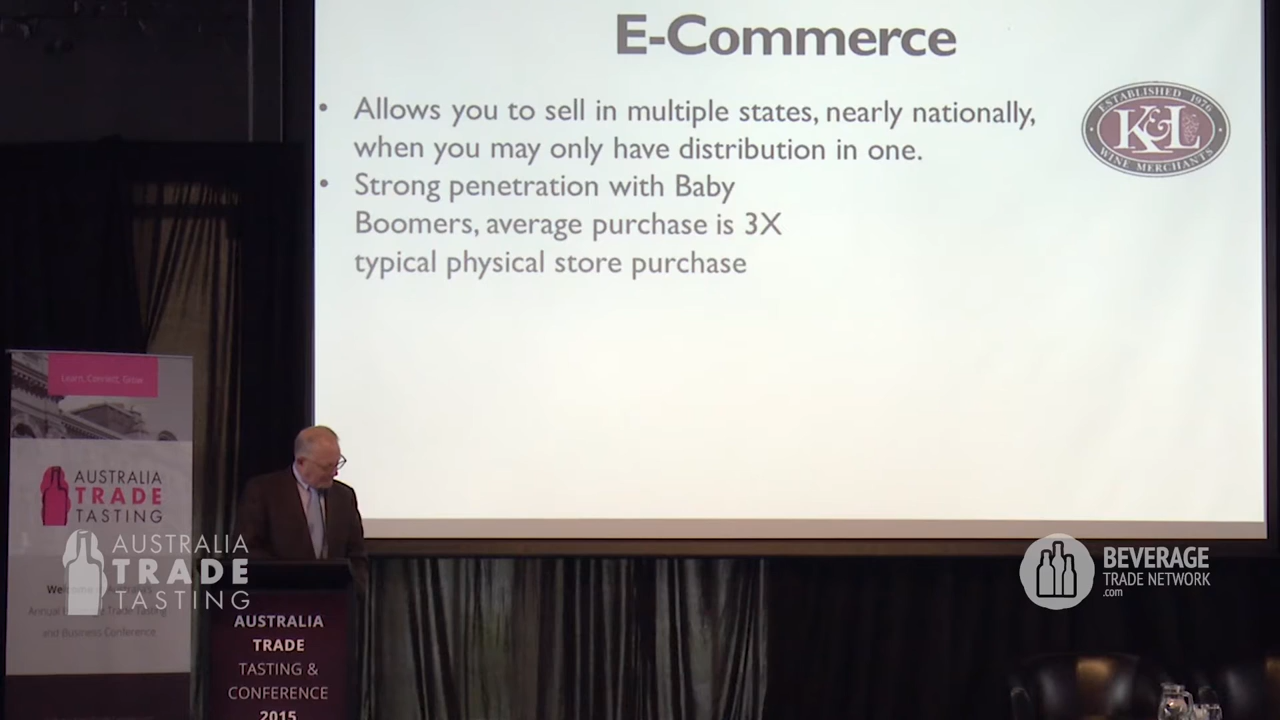 E-Commerce
• Allows you to sell in multiple states, nearly nationally,
when you may only have distribution in one.
• Strong penetration with Baby
Boomers, average purchase is 3X
typical physical store purchase
ESTABLISHED 1976
K&L
WINE MERCHANTS
Learn, Connect, Grow
AUSTRALIA
TRADE
TASTING
AUSTRALIA
TRADE
TASTING
and Business Conference
AUSTRALIA
TRADE
TASTING &
CONFERENCE
2015
BEVERAGE
TRADE NETWORK
.com